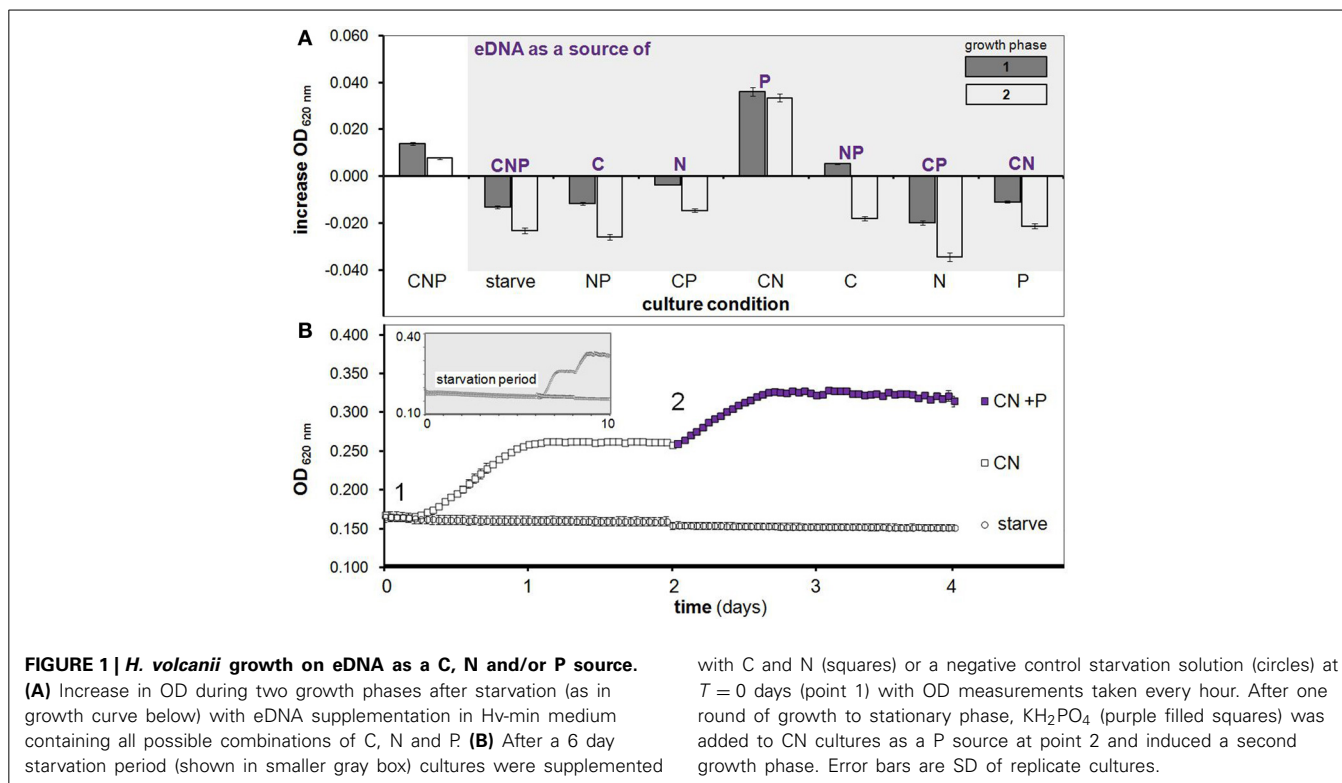 A
0.060
0.040
0.020
0.000
-0.020
-0.040
increase OD620 nm
eDNA as a source of
growth phase
1
2
CNP C N P NP CP CN
CNP starve NP CP CN C N P
culture condition
B
0.400
0.350
0.300
0.250
0.200
0.150
0.100
OD620 nm
0.40
starvation period
0.10
0 10
1
2
CN +P
CN
starve
0 1 2 3 4
time (days)
FIGURE 1 | H. volcanii growth on eDNA as a C, N and/or P source.
(A) Increase in OD during two growth phases after starvation (as in
growth curve below) with eDNA supplementation in Hv-min medium
containing all possible combinations of C, N and P. (B) After a 6 day
starvation period (shown in smaller gray box) cultures were supplemented
with C and N (squares) or a negative control starvation solution (circles) at
T = 0 days (point 1) with OD measurements taken every hour. After one
round of growth to stationary phase, KH2PO4 (purple filled squares) was
added to CN cultures as a P source at point 2 and induced a second
growth phase. Error bars are SD of replicate cultures.